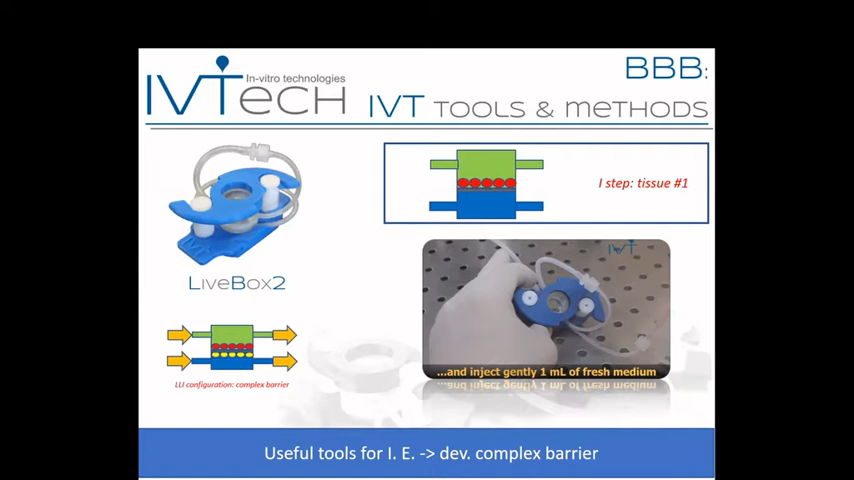 BBB:
In-vitro technologies
IVTech
IVT TOOLS & METHODS
I step: tissue #1
IVT
LiveBox2
IVT
...and inject gently 1 mL of fresh medium
LLI configuration: complex barrier
Useful tools for I. E. -> dev. complex barrier